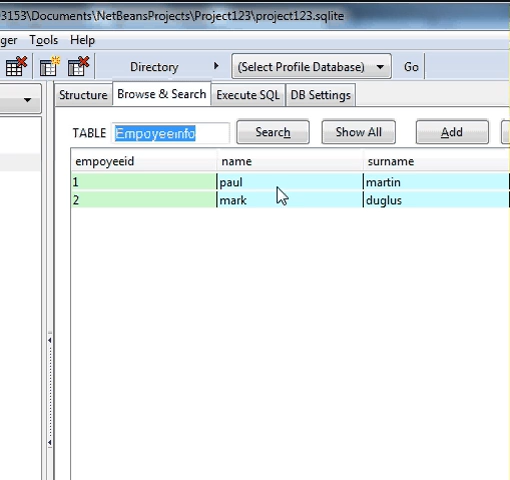 3153\Documents\NetBeansProjects\Project123\project123.sqlite
ger Tools Help
Directory (Select Profile Database) Go
Structure Browse & Search Execute SQL DB Settings
TABLE Empoyeeinfo Search Show All Add
empoyeeid name surname
1 paul martin
2 mark duglus